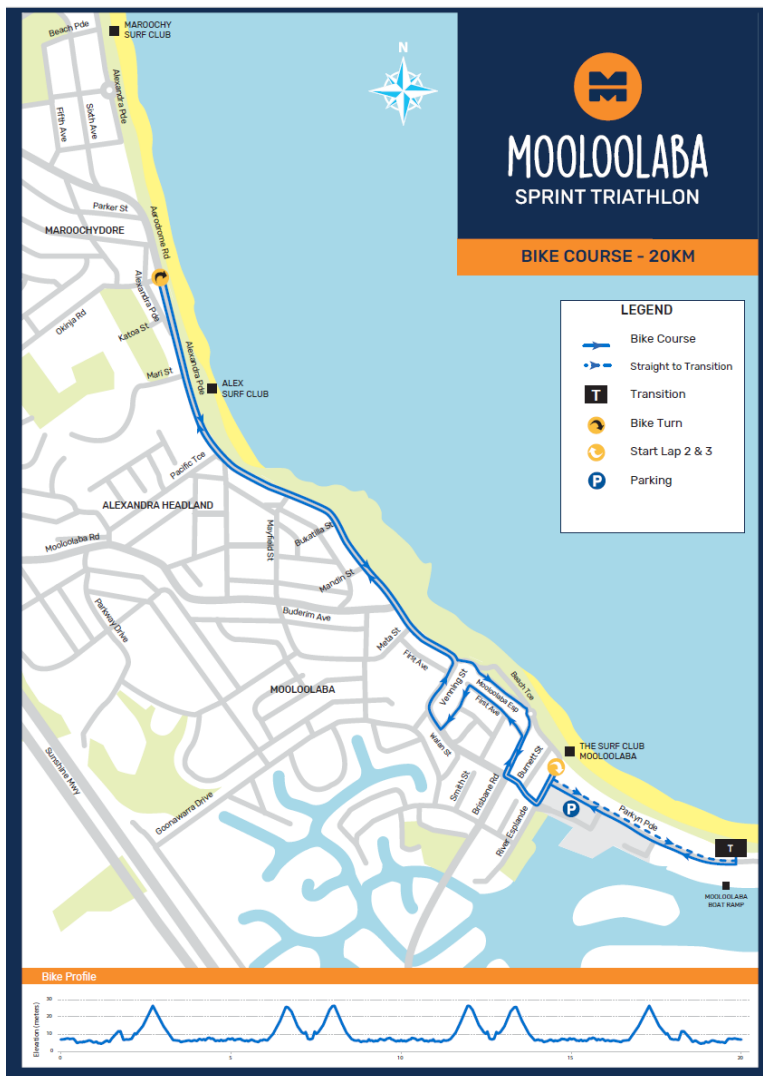 MAROOCHY
SURF CLUB
Beach Pde
Alexandra Pde
Sixth Ave
Fifth Ave
N
MOOLOOLABA
SPRINT TRIATHLON
BIKE COURSE - 20KM
Parker St
Aerodrome Rd
MAROOCHYDORE
Alexandra Pde
Okinja Rd
Katoa St
Alexandra Pde
Mari St
ALEX
SURF CLUB
LEGEND
Bike Course
Straight to Transition
T
Transition
Bike Turn
Start Lap 2 & 3
P
Parking
Pacific Tce
ALEXANDRA HEADLAND
Mooloolaba Rd
Mayfield St
Bukatilla St
Mandin St
Parkway Drive
Buderim Ave
Meta St
First Ave
Venning St
Beach Tce
Mooloolaba Esp
First Ave
MOOLOOLABA
Walan St
Burnett St
THE SURF CLUB
MOOLOOLABA
Smith St
Brisbane Rd
River Esplande
P
Parkyn Pde
T
Sunshine Mwy
Goonawarra Drive
MOOLOOLABA
BOAT RAMP
Bike Profile
Elevation (meters)
30
20
10
0
0
5
10
15
20